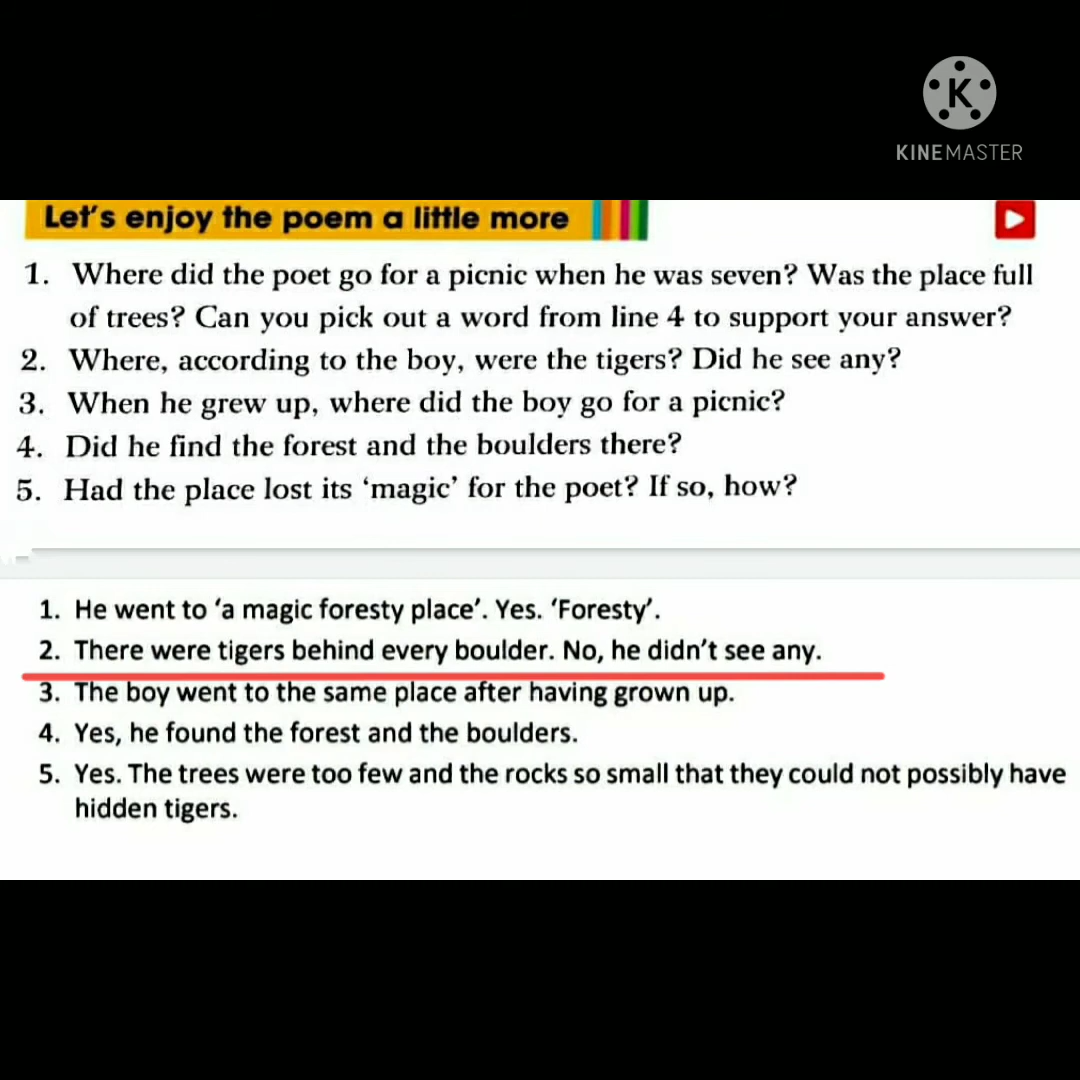 K
KINEMASTER
Let's enjoy the poem a little more
1. Where did the poet go for a picnic when he was seven? Was the place full
of trees? Can you pick out a word from line 4 to support your answer?
2. Where, according to the boy, were the tigers? Did he see any?
3. When he grew up, where did the boy go for a picnic?
4. Did he find the forest and the boulders there?
5. Had the place lost its ‘magic’ for the poet? If so, how?
1. He went to ‘a magic foresty place’. Yes. ‘Foresty’.
2. There were tigers behind every boulder. No, he didn’t see any.
3. The boy went to the same place after having grown up.
4. Yes, he found the forest and the boulders.
5. Yes. The trees were too few and the rocks so small that they could not possibly have
hidden tigers.